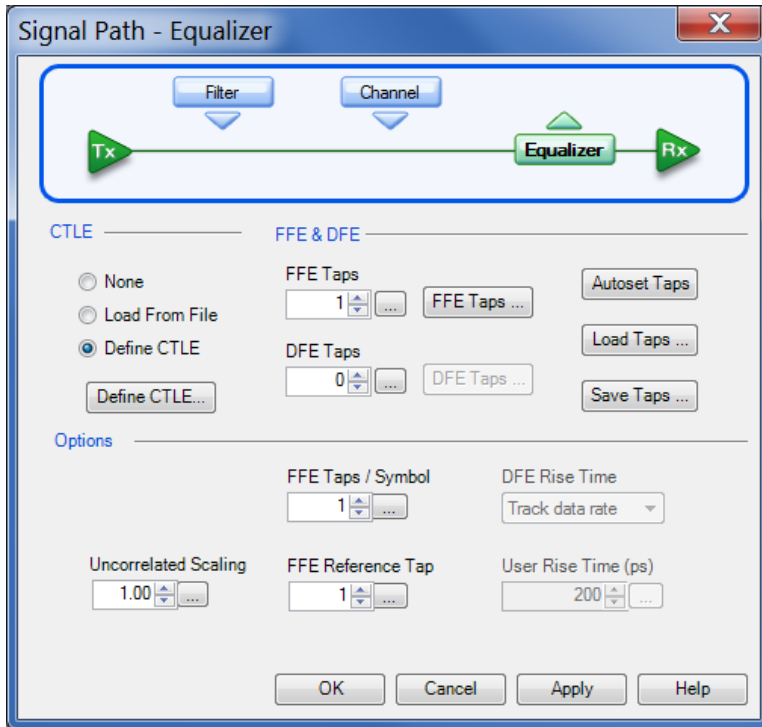 Signal Path - Equalizer
X
Filter
Channel
Tx
Equalizer
Rx
CTLE
None
Load From File
Define CTLE
Define CTLE...
FFE & DFE
FFE Taps
1 ... FFE Taps ...
DFE Taps
0 ... DFE Taps ...
Autoset Taps
Load Taps ...
Save Taps ...
Options
FFE Taps / Symbol
1 ...
DFE Rise Time
Track data rate
Uncorrelated Scaling
1.00 ...
FFE Reference Tap
1 ...
User Rise Time (ps)
200 ...
OK
Cancel
Apply
Help